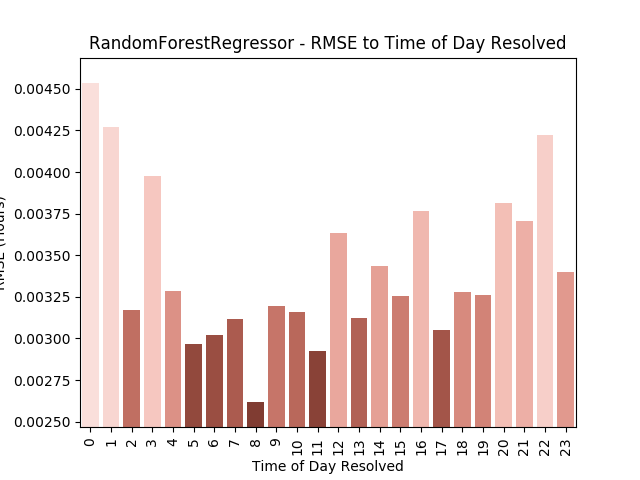 RandomForestRegressor - RMSE to Time of Day Resolved
0.00450
0.00425
0.00400
0.00375
0.00350
0.00325
0.00300
0.00275
0.00250
RMSE (Hours)
0 1 2 3 4 5 6 7 8 9 10 11 12 13 14 15 16 17 18 19 20 21 22 23
Time of Day Resolved